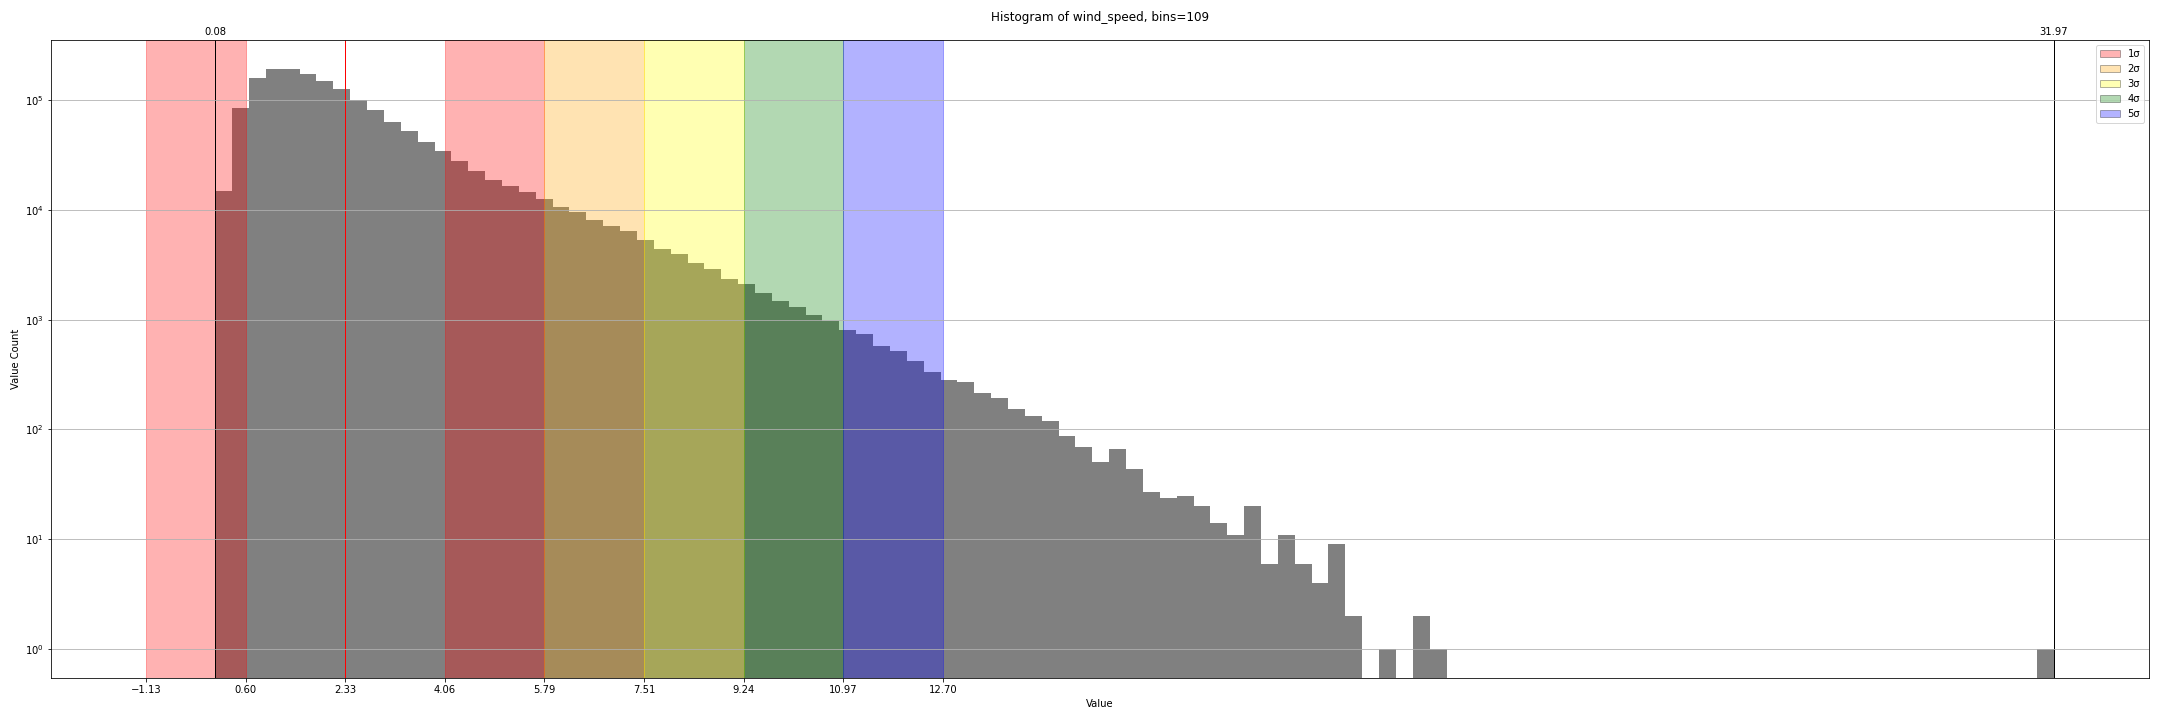 Histogram of wind_speed, bins=109
0.08
31.97
1σ
2σ
3σ
4σ
5σ
10⁵
10⁴
10³
10²
10¹
10⁰
Value Count
−1.13
0.60
2.33
4.06
5.79
7.51
9.24
10.97
12.70
Value